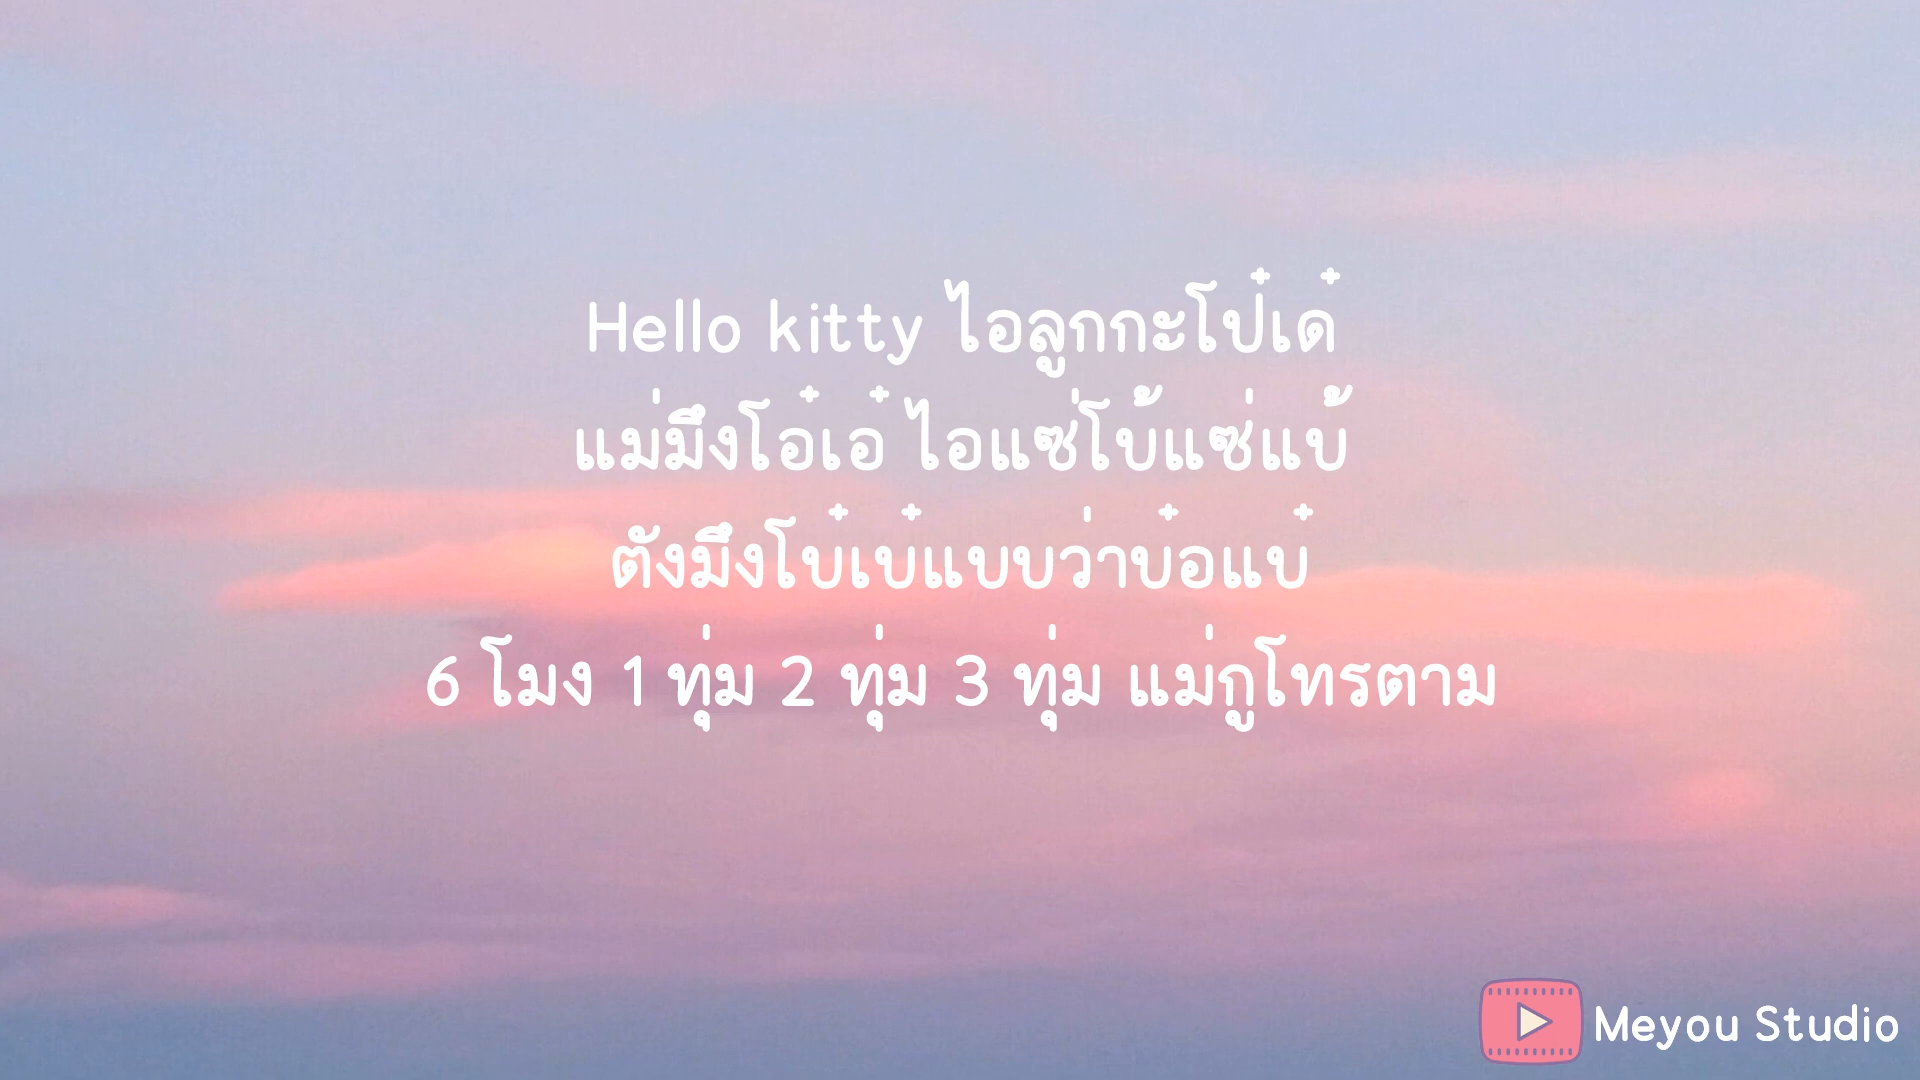 Hello kitty ไอลูกกะโป๋เด๋
แม่มึงโอ๋เอ๋ ไอแซ่โบ้แซ่แบ้
ตังมึงโบ๋เบ๋แบบว่าบ๋อแบ๋
6 โมง 1 ทุ่ม 2 ทุ่ม 3 ทุ่ม แม่กูโทรตาม
Meyou Studio